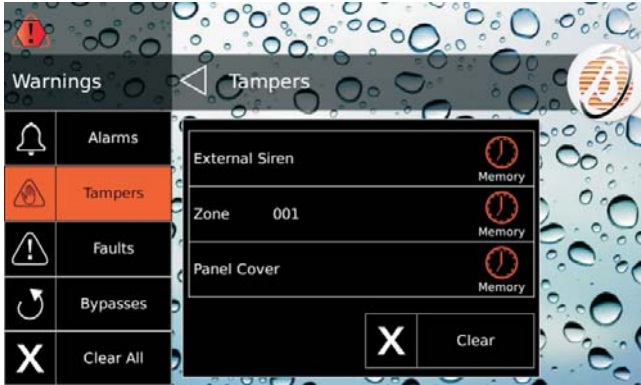 Warnings
Tampers
Alarms
Tampers
Faults
Bypasses
X Clear All
External Siren
Memory
Zone 001
Memory
Panel Cover
Memory
X Clear